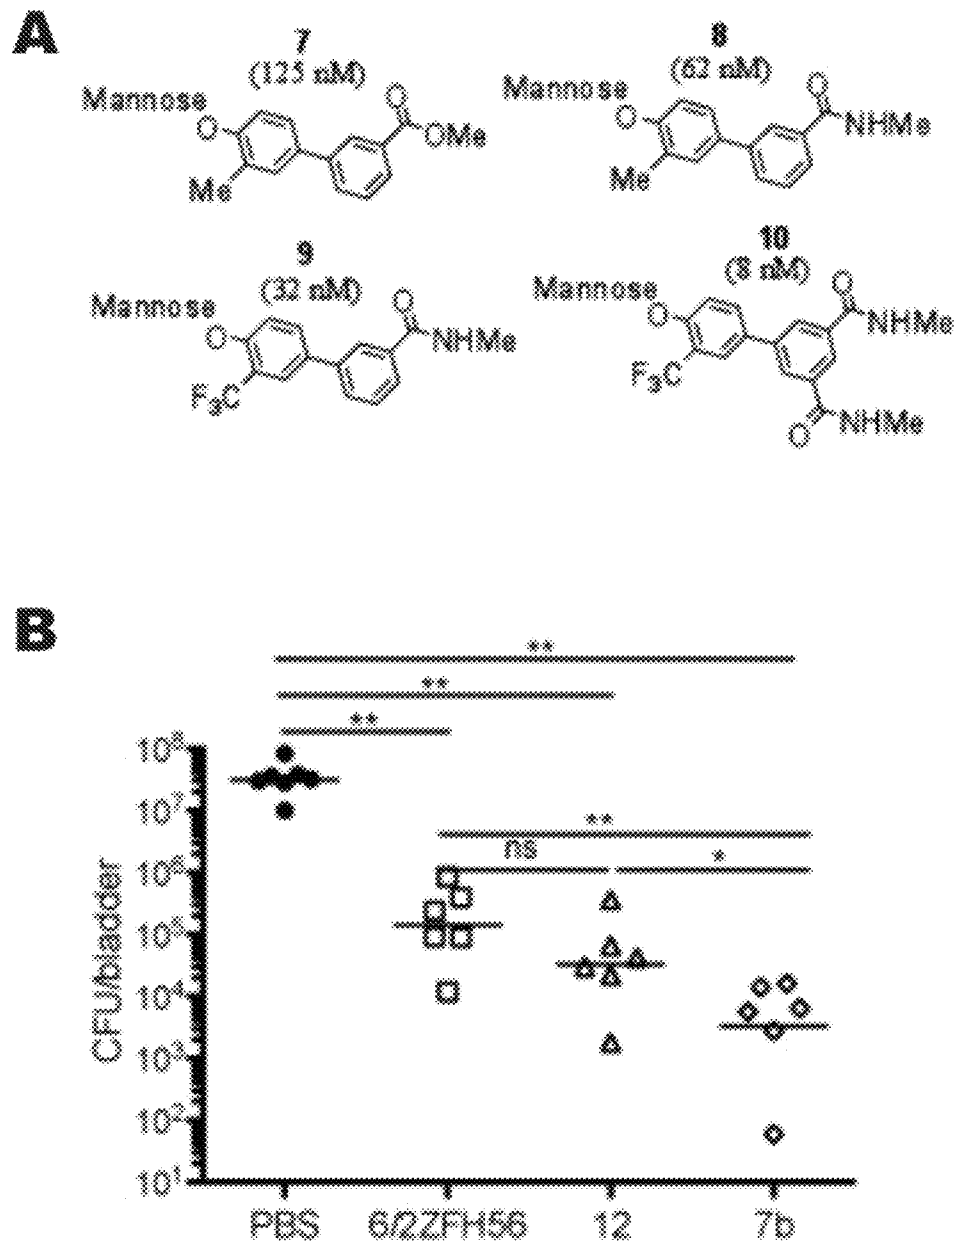 A
7
(125 nM)
Mannose
O
O
OMe
Me
8
(62 nM)
Mannose
O
O
NHMe
Me
9
(32 nM)
Mannose
O
O
NHMe
F3C
10
(8 nM)
Mannose
O
O
NHMe
F3C
O
NHMe
B
**
**
**
**
ns
*
CFU/bladder
10^8
10^7
10^6
10^5
10^4
10^3
10^2
10^1
PBS 6/2ZFH56 12 7b